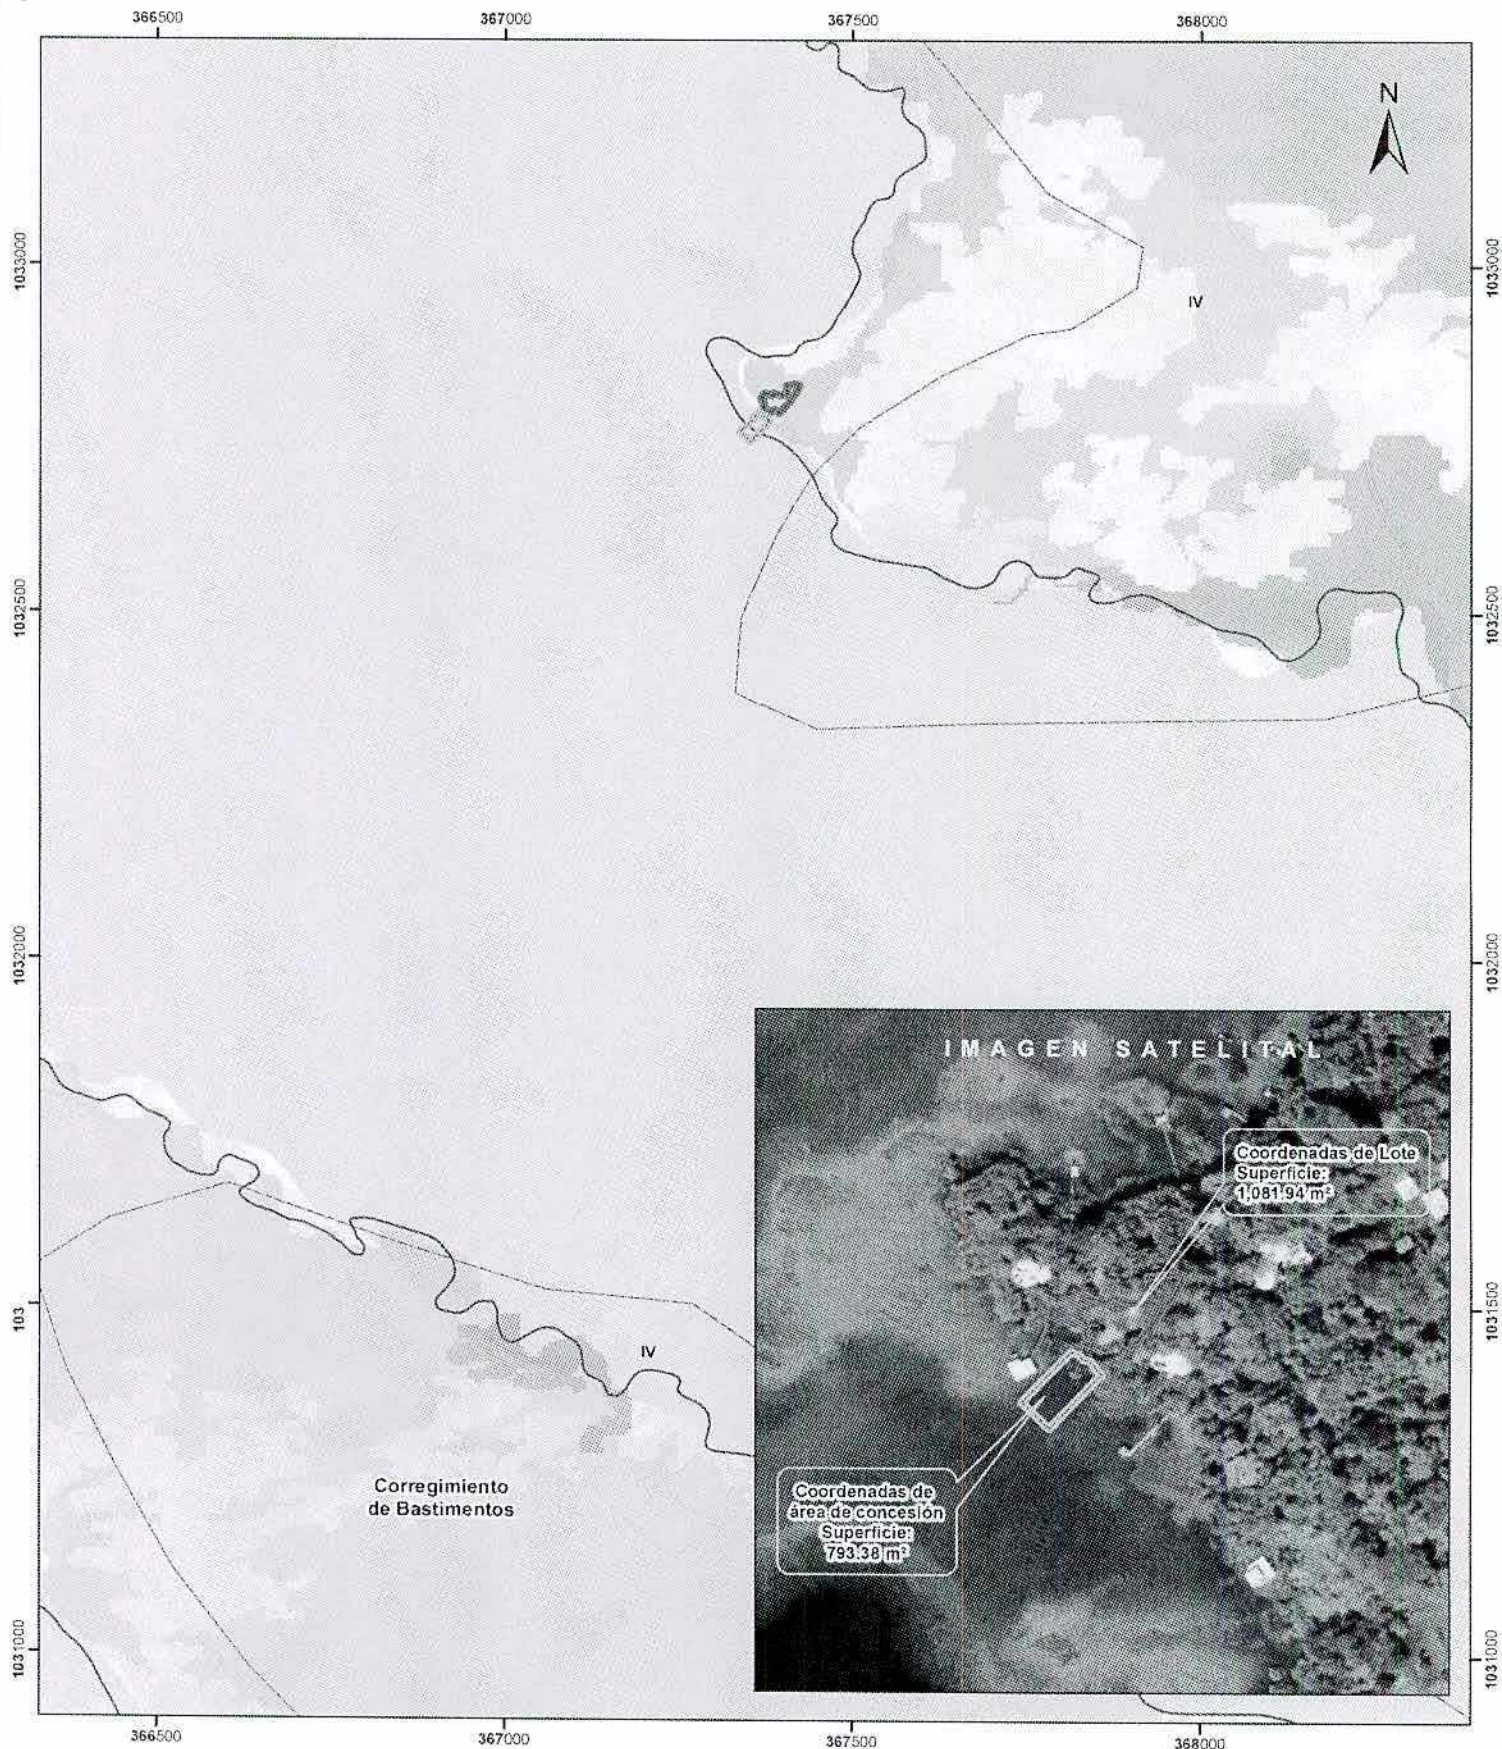 366500
367000
367500
368000
N
1033000
1033000
IV
1032500
1032500
1032000
1032000
IMAGEN SATELITAL
Coordenadas de Lote
Superficie:
1,081.94 m²
103
1031500
IV
Corregimiento
de Bastimentos
Coordenadas de
área de concesión
Superficie:
793.38 m²
1031000
1031000
366500
367000
367500
368000